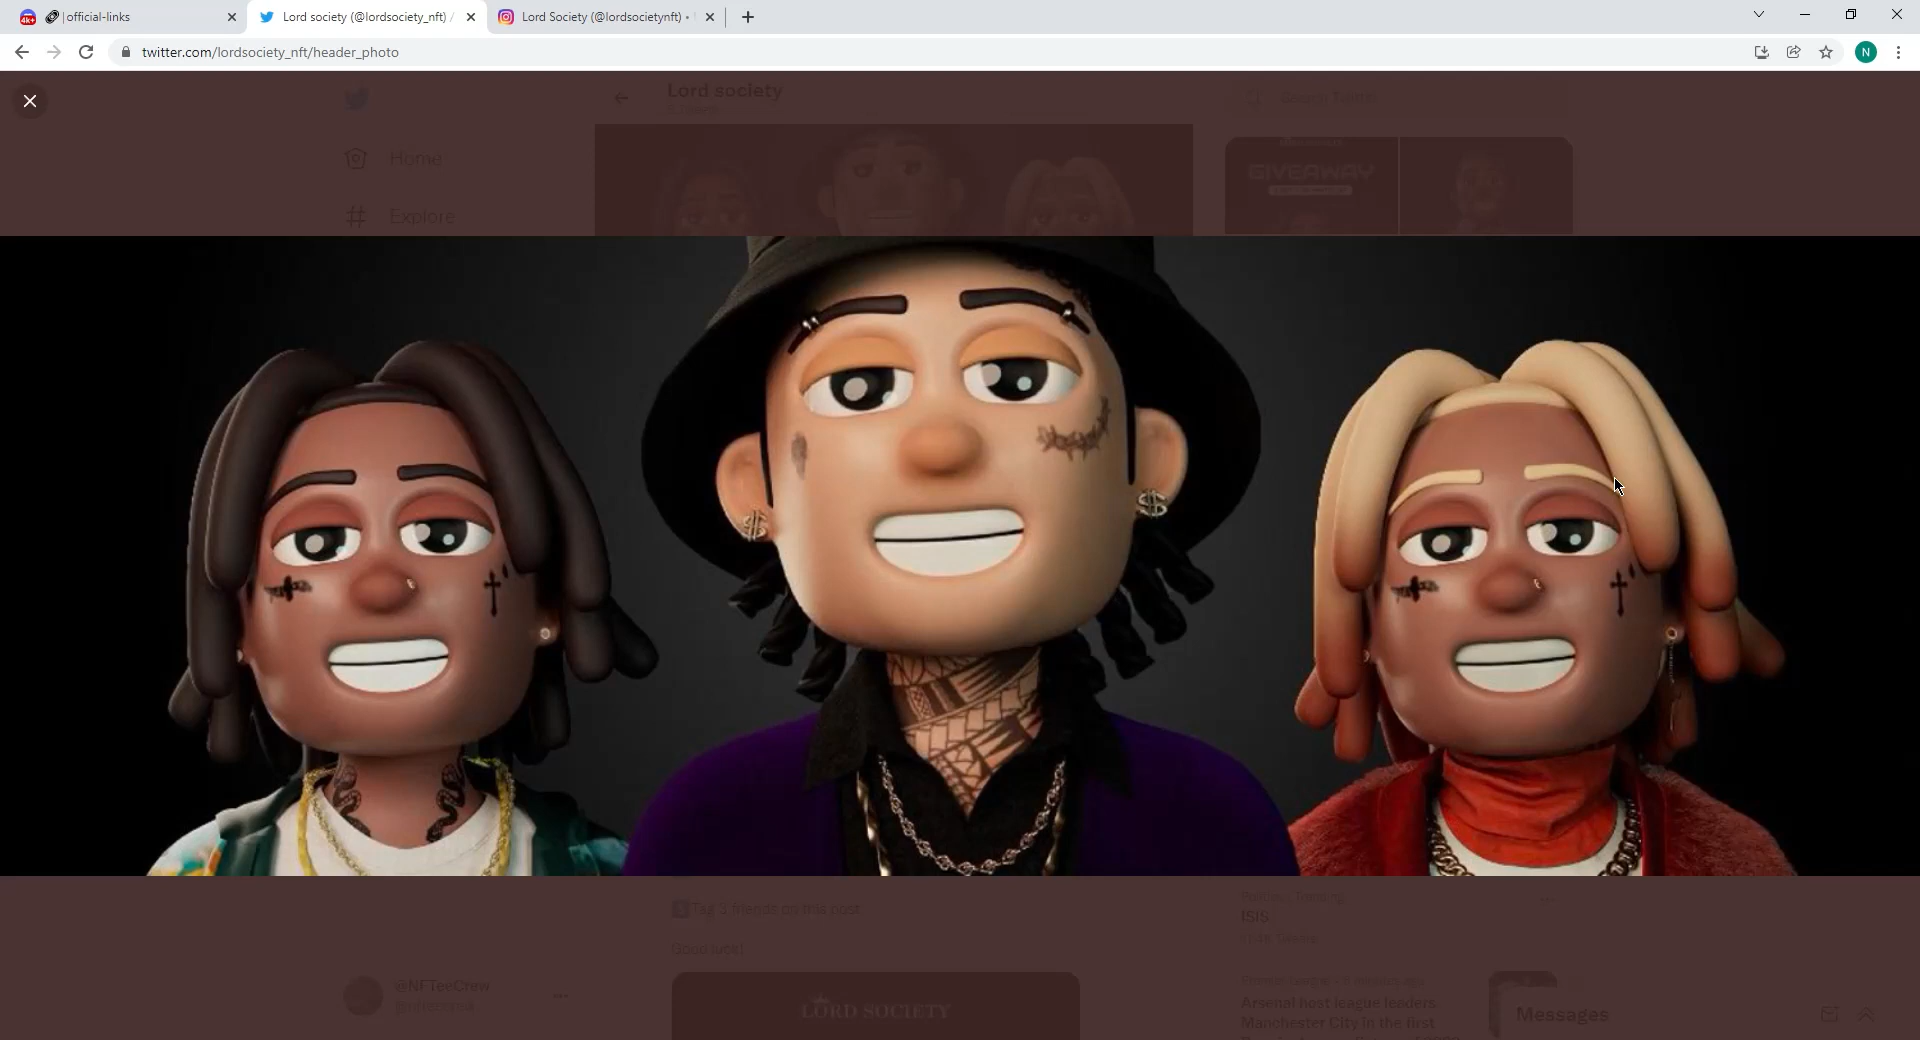 4k+
|official-links
Lord society (@lordsociety_nft) /
Lord Society (@lordsocietynft) •
twitter.com/lordsociety_nft/header_photo
N
Lord society
Home
GIVEAWAY
# Explore
Tag 3 friends on this post
ISIS
Good luck!
@NFTeeCrew
LORD SOCIETY
Arsenal host league leaders
Manchester City in the first
Messages